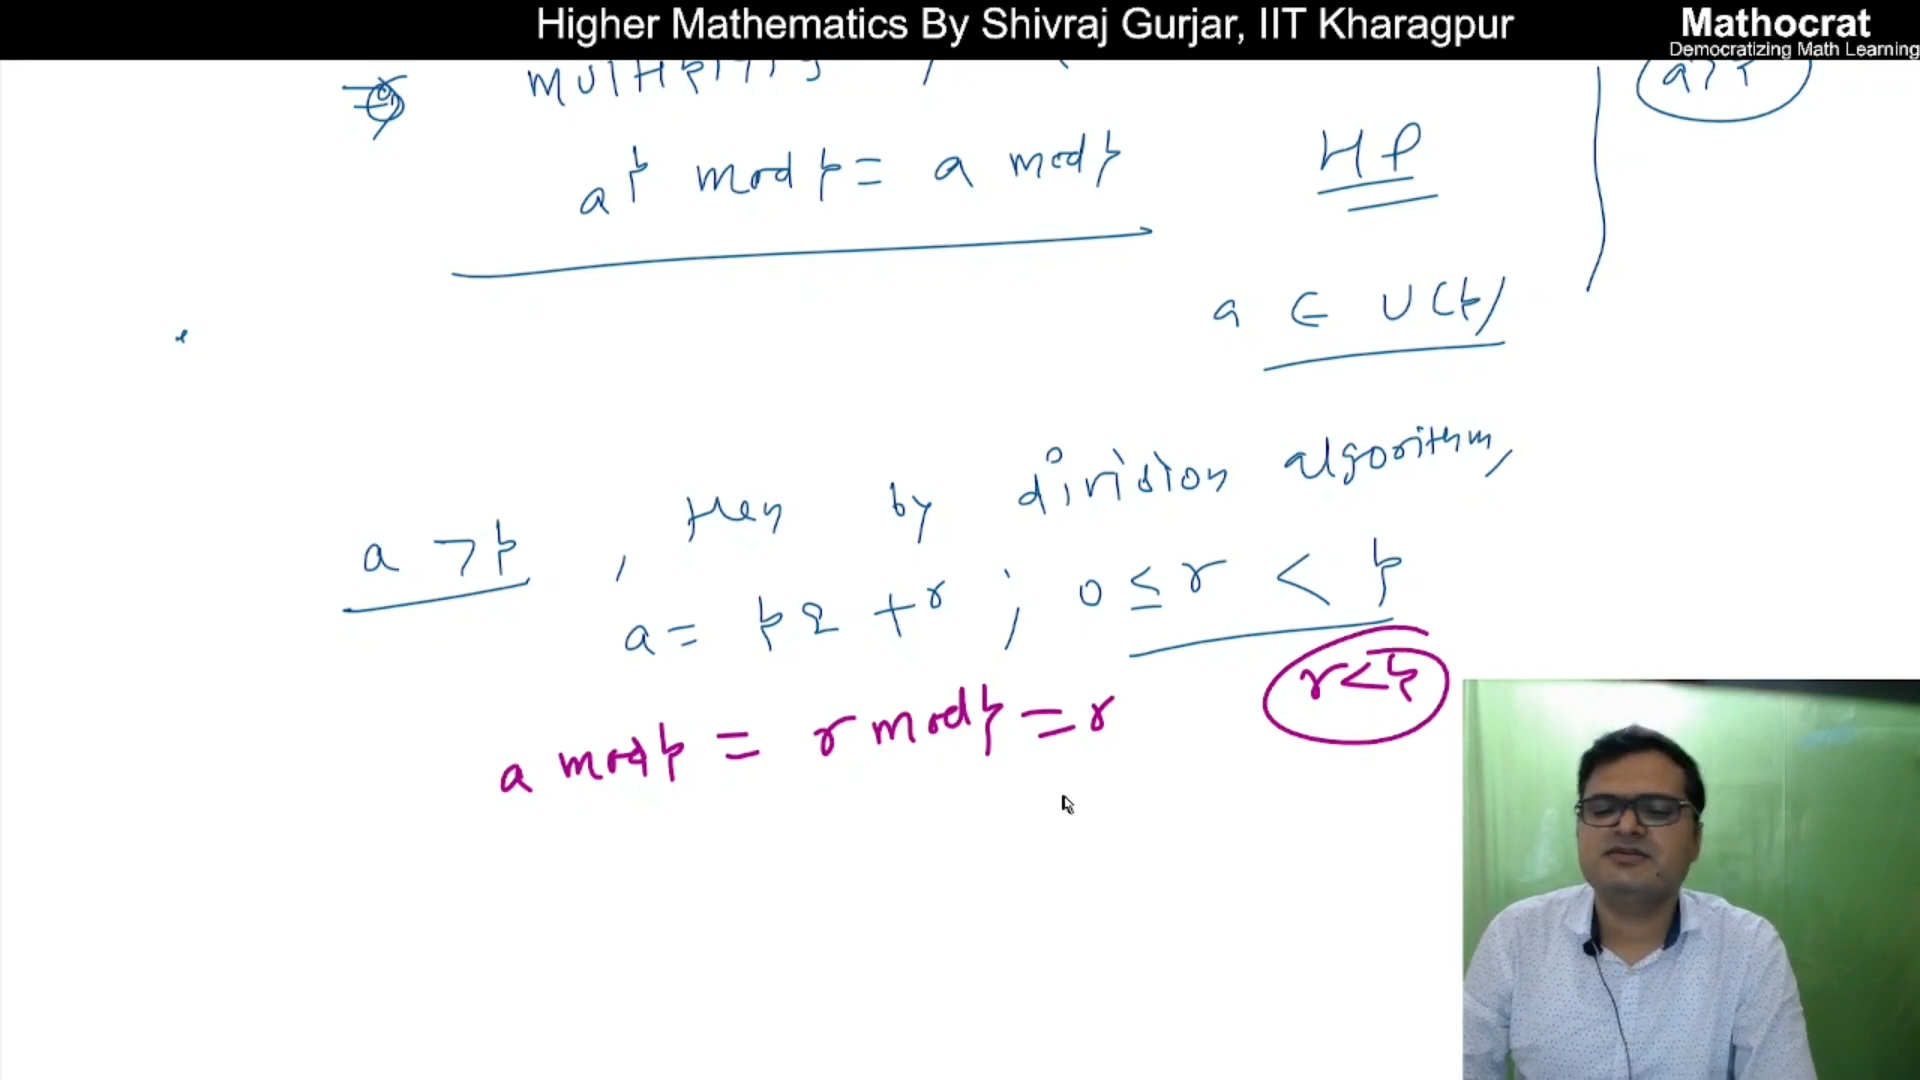 Higher Mathematics By Shivraj Gurjar, IIT Kharagpur
Mathocrat
Democratizing Math Learning
a^p mod p = a mod p
HP
a ∈ U(p)
a > p, then by division algorithm,
a = pq + r ; 0 ≤ r < p
r < p
a mod p = r mod p = r